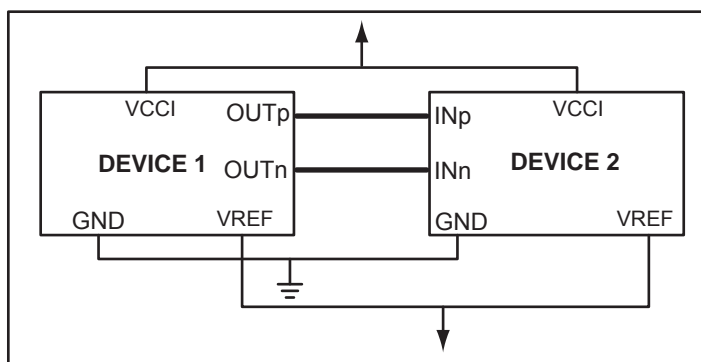 VCCI
OUTp
DEVICE 1
OUTn
GND
VREF
VCCI
INp
DEVICE 2
INn
GND
VREF